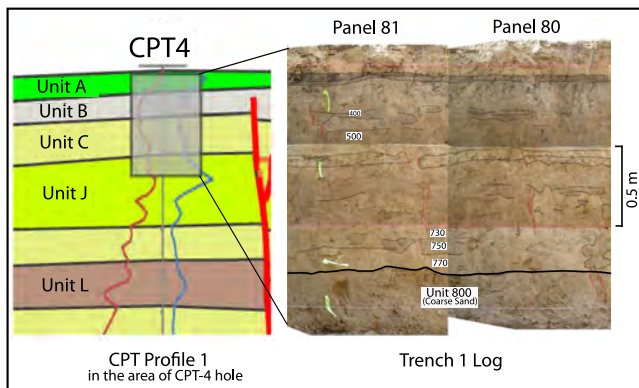 CPT4
Unit A
Unit B
Unit C
Unit J
Unit L
CPT Profile 1
in the area of CPT-4 hole
Panel 81
Panel 80
400
500
730
750
770
Unit 800
(Coarse Sand)
0.5 m
Trench 1 Log